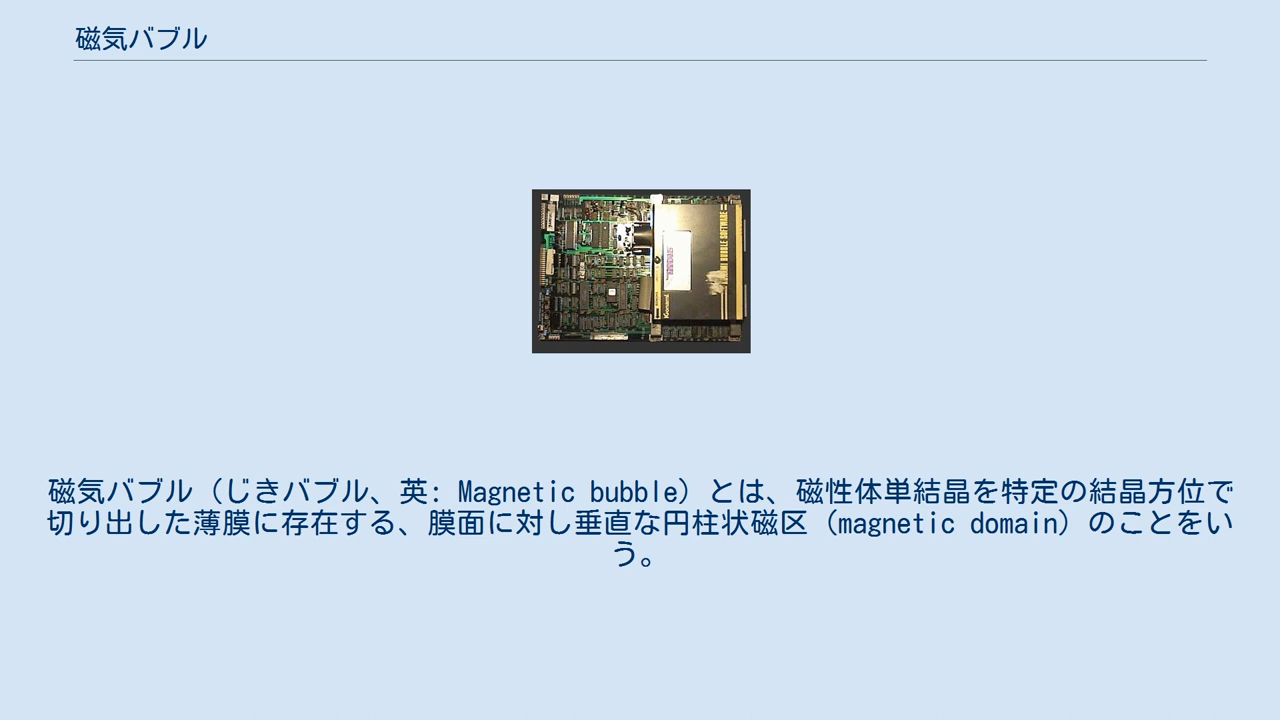 磁気バブル
BUBBLE SOFTWARE
Konami
磁気バブル（じきバブル、英: Magnetic bubble）とは、磁性体単結晶を特定の結晶方位で
切り出した薄膜に存在する、膜面に対し垂直な円柱状磁区（magnetic domain）のことをい
う。